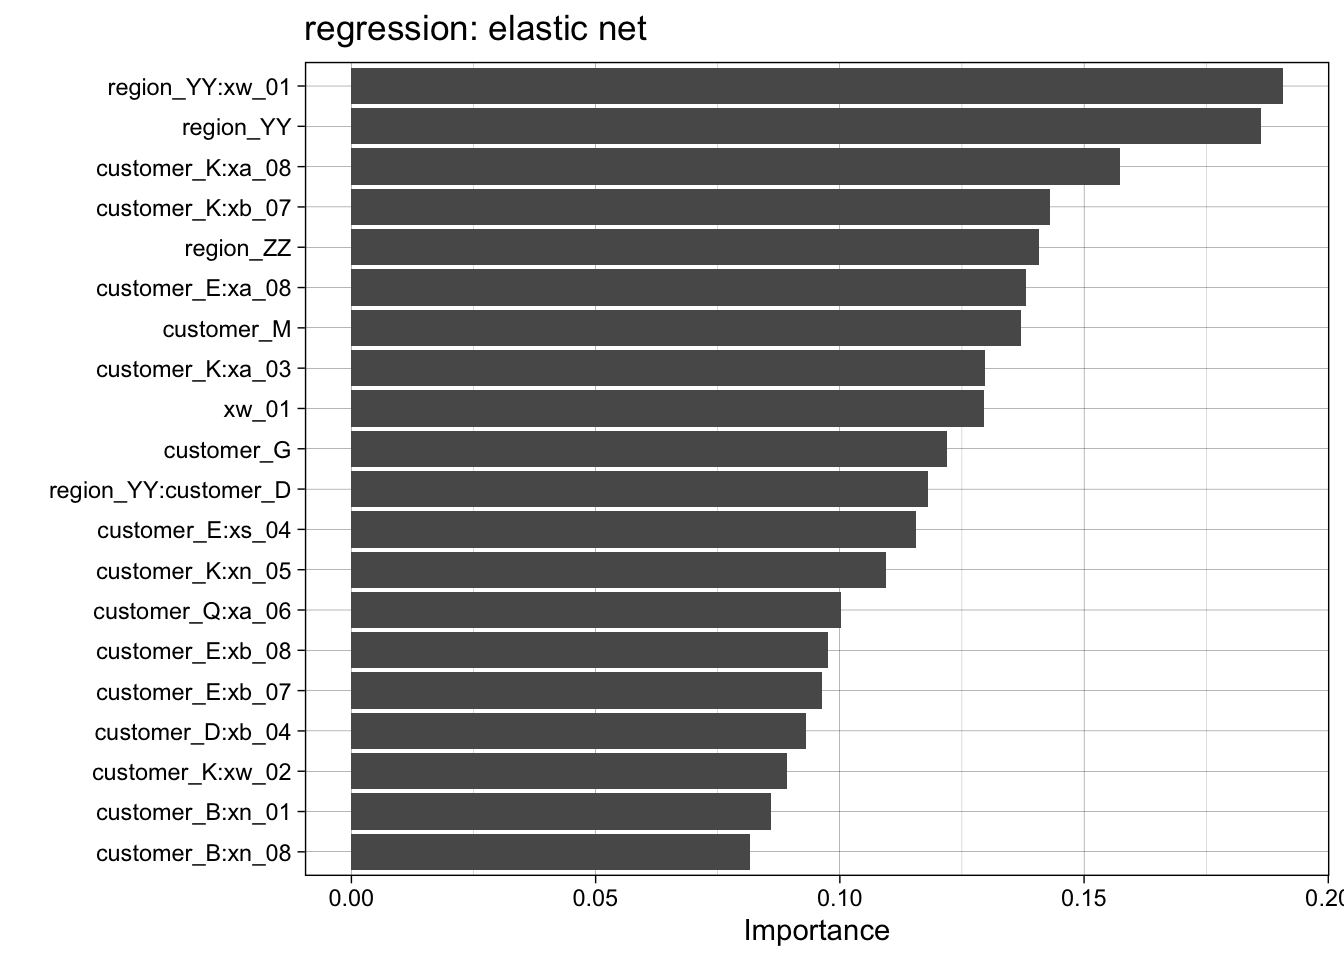 regression: elastic net
region_YY:xw_01
region_YY
customer_K:xa_08
customer_K:xb_07
region_ZZ
customer_E:xa_08
customer_M
customer_K:xa_03
xw_01
customer_G
region_YY:customer_D
customer_E:xs_04
customer_K:xn_05
customer_Q:xa_06
customer_E:xb_08
customer_E:xb_07
customer_D:xb_04
customer_K:xw_02
customer_B:xn_01
customer_B:xn_08
0.00 0.05 0.10 0.15 0.20
Importance